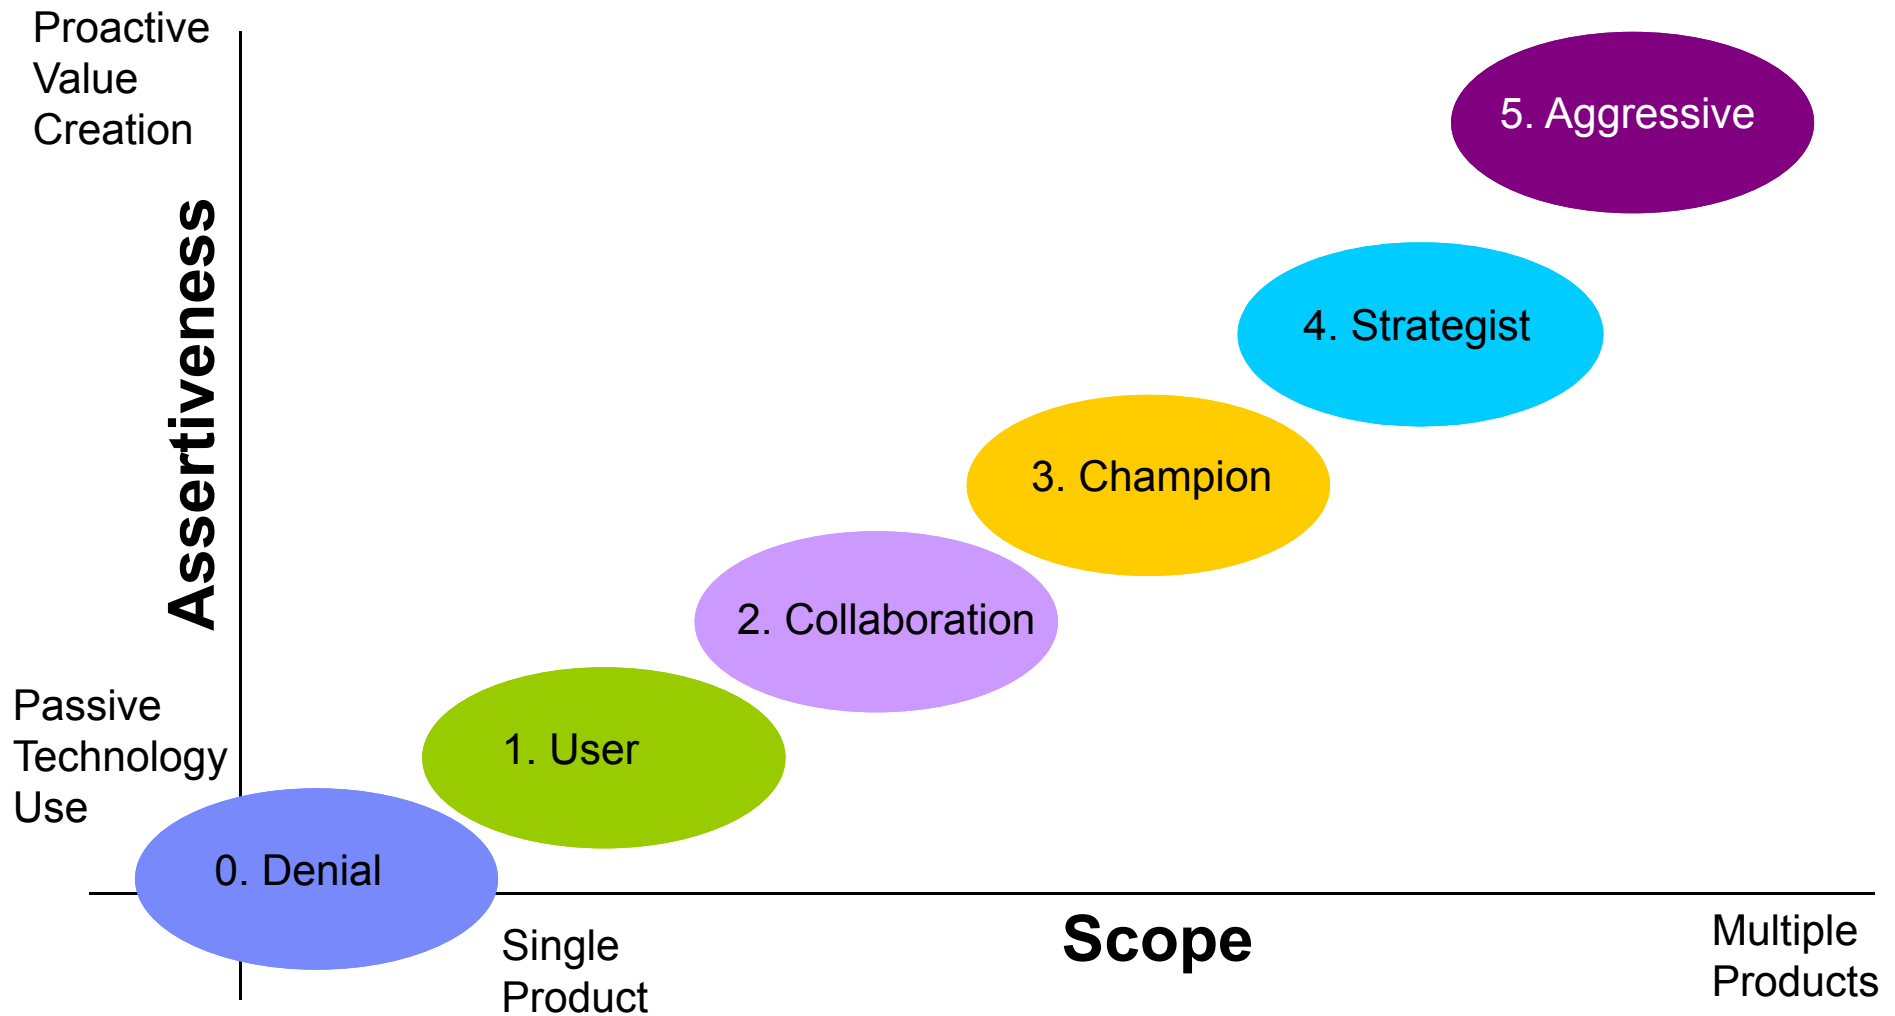 Proactive
Value
Creation
5. Aggressive
Assertiveness
4. Strategist
3. Champion
2. Collaboration
Passive
Technology
Use
1. User
0. Denial
Single
Product
Scope
Multiple
Products